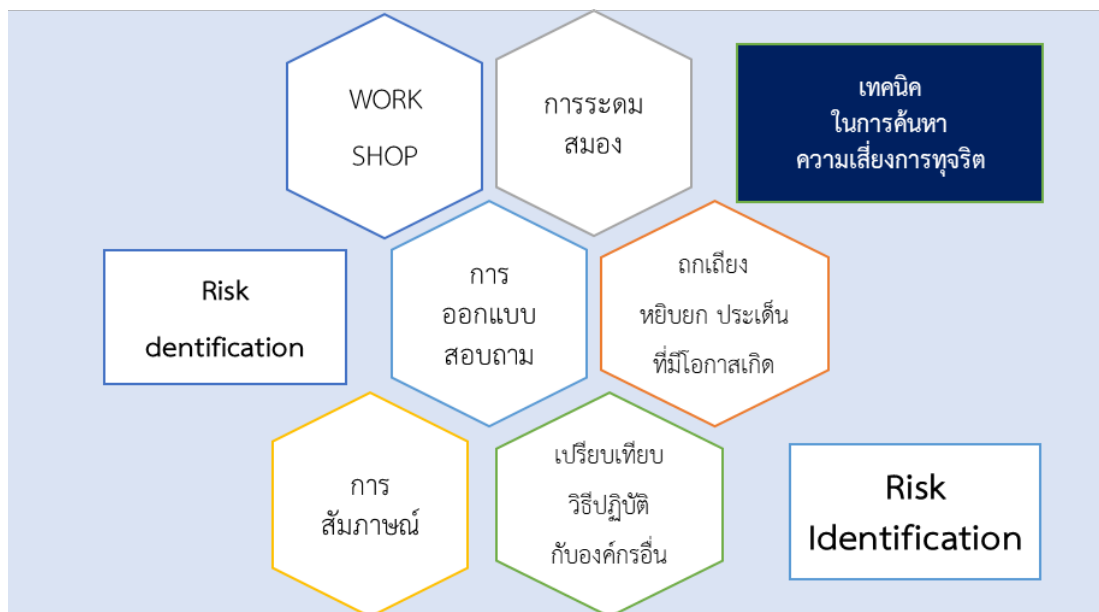 WORK
SHOP
การระดม
สมอง
เทคนิค
ในการค้นหา
ความเสี่ยงการทุจริต
Risk
dentification
การ
ออกแบบ
สอบถาม
ถกเถียง
หยิบยก ประเด็น
ที่มีโอกาสเกิด
การ
สัมภาษณ์
เปรียบเทียบ
วิธีปฏิบัติ
กับองค์กรอื่น
Risk
Identification